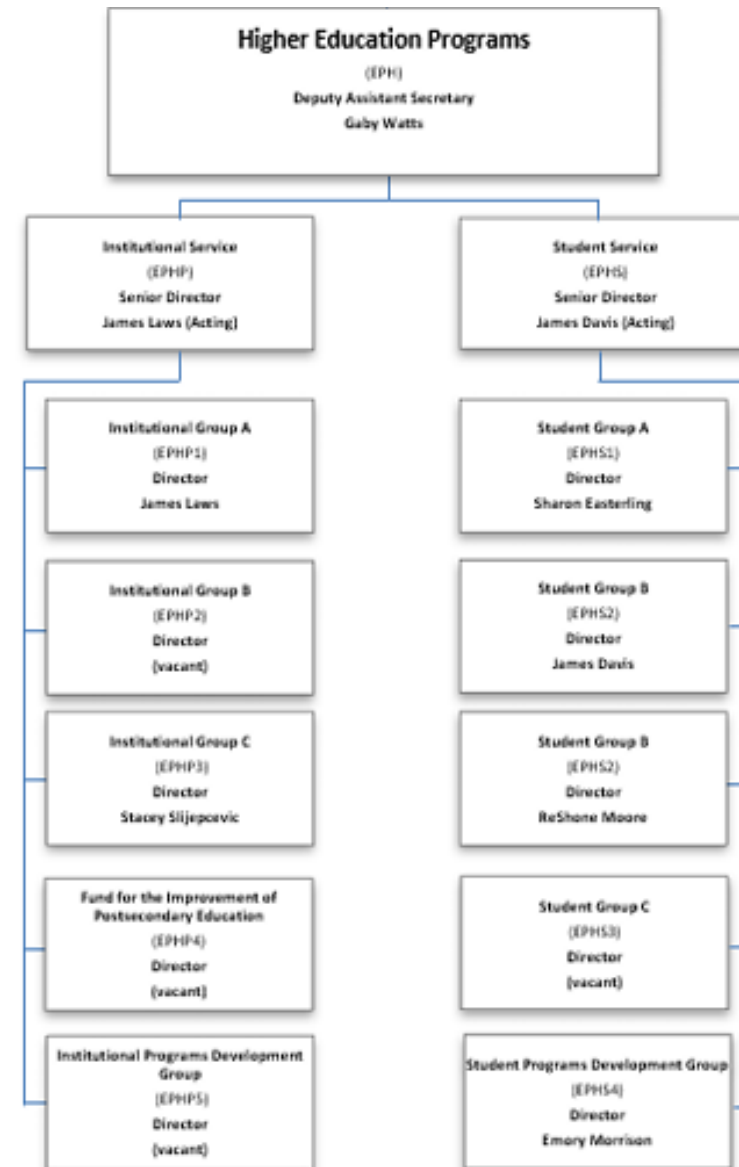 Higher Education Programs
(EPH)
Deputy Assistant Secretary
Gaby Watts
Institutional Service
(EPHP)
Senior Director
James Laws (Acting)
Student Service
(EPHS)
Senior Director
James Davis (Acting)
Institutional Group A
(EPHP1)
Director
James Laws
Institutional Group B
(EPHP2)
Director
(vacant)
Institutional Group C
(EPHP3)
Director
Stacey Slijepcevic
Fund for the Improvement of
Postsecondary Education
(EPHP4)
Director
(vacant)
Institutional Programs Development
Group
(EPHP5)
Director
(vacant)
Student Group A
(EPHS1)
Director
Sharon Easterling
Student Group B
(EPHS2)
Director
James Davis
Student Group B
(EPHS2)
Director
ReShone Moore
Student Group C
(EPHS3)
Director
(vacant)
Student Programs Development Group
(EPHS4)
Director
Emory Morrison